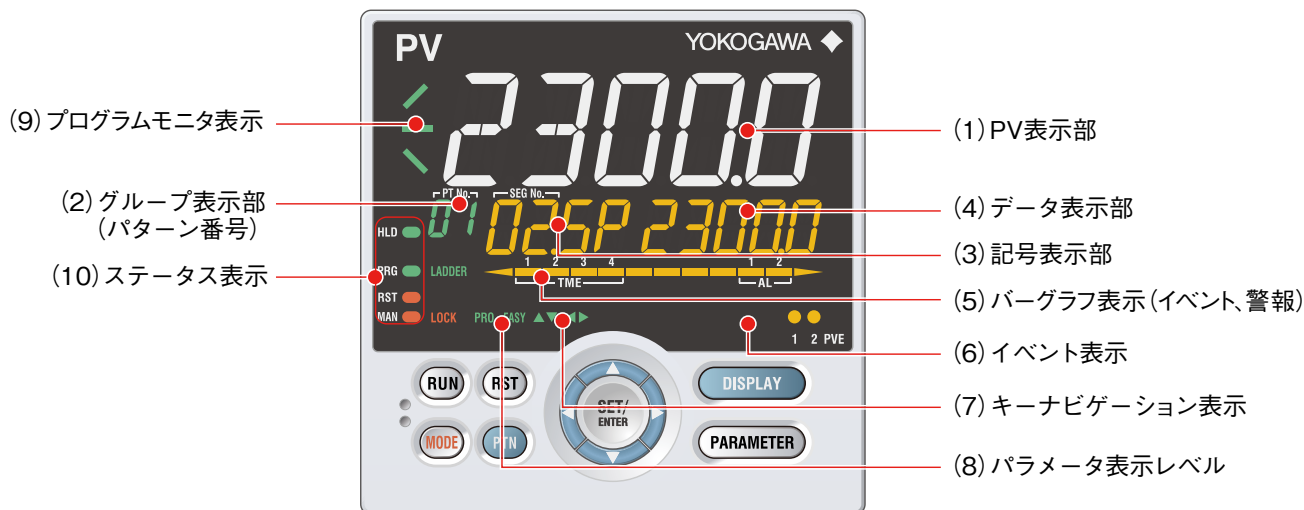 PV
YOKOGAWA
2300.0
(9)プログラムモニタ表示
(1)PV表示部
PT No.
SEG No.
(2)グループ表示部
(パターン番号)
01
02.SP
2300.0
(4)データ表示部
HLD
(3)記号表示部
(10)ステータス表示
PRG
LADDER
1 2 3 4
1 2
TME
AL
(5)バーグラフ表示(イベント、警報)
RST
MAN
LOCK
PRO
EASY
1 2 PVE
(6)イベント表示
RUN
RST
DISPLAY
(7)キーナビゲーション表示
SET/
ENTER
MODE
PTN
PARAMETER
(8)パラメータ表示レベル